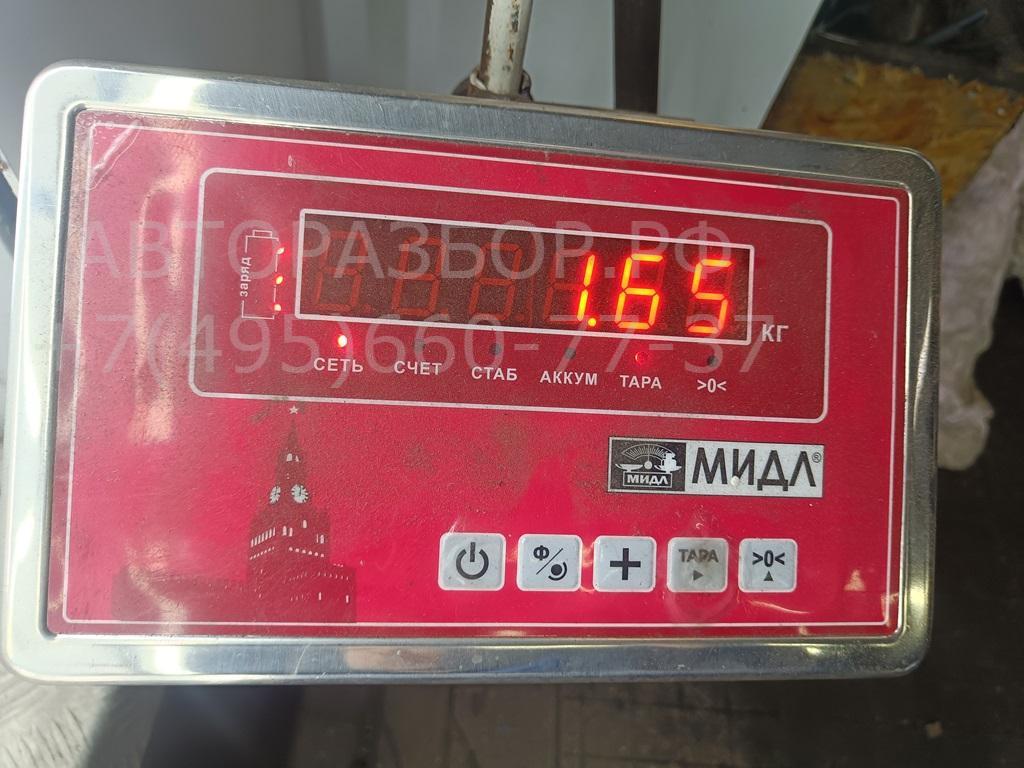 АВТОРАЗБОР.РФ
+7(495)660-77-37
заряд
1.65
КГ
СЕТЬ СЧЕТ СТАБ АККУМ ТАРА >0<
МИДЛ
МИДЛ®
Ф/ + ТАРА >0<